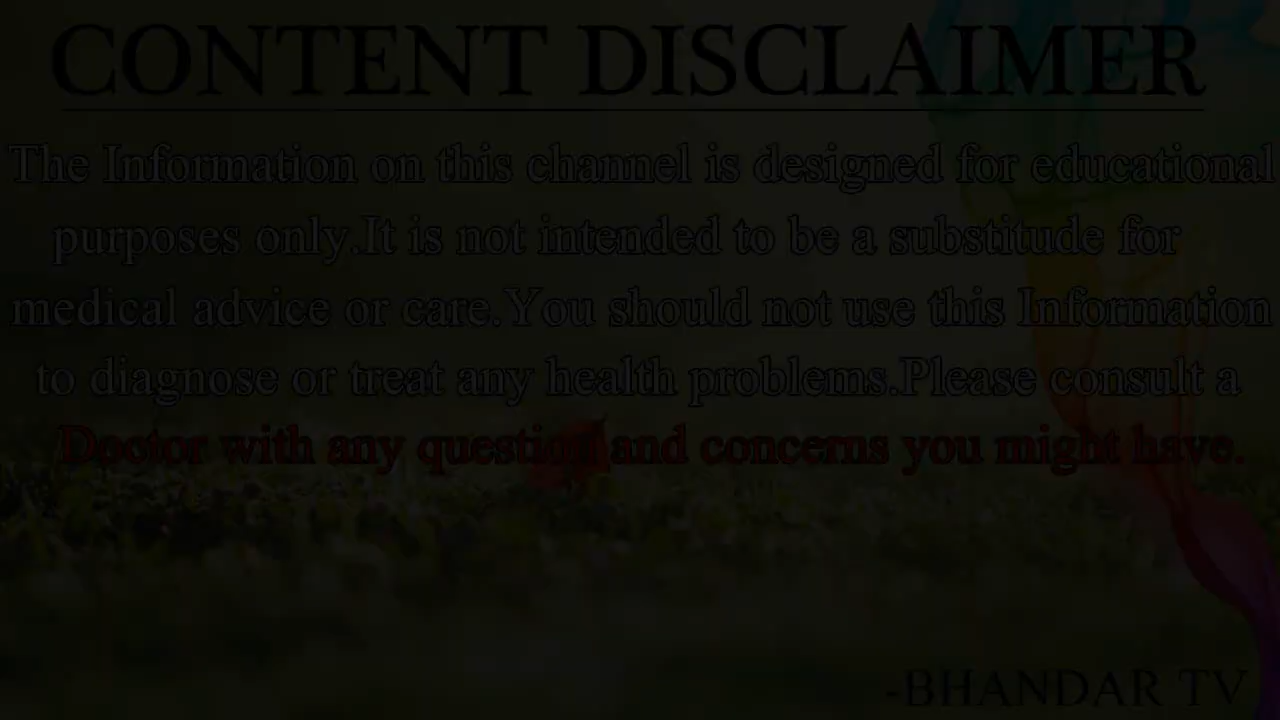 CONTENT DISCLAIMER
The Information on this channel is designed for educational
purposes only.It is not intended to be a substitude for
medical advice or care.You should not use this Information
to diagnose or treat any health problems.Please consult a
Doctor with any question and concerns you might have.
-BHANDAR TV